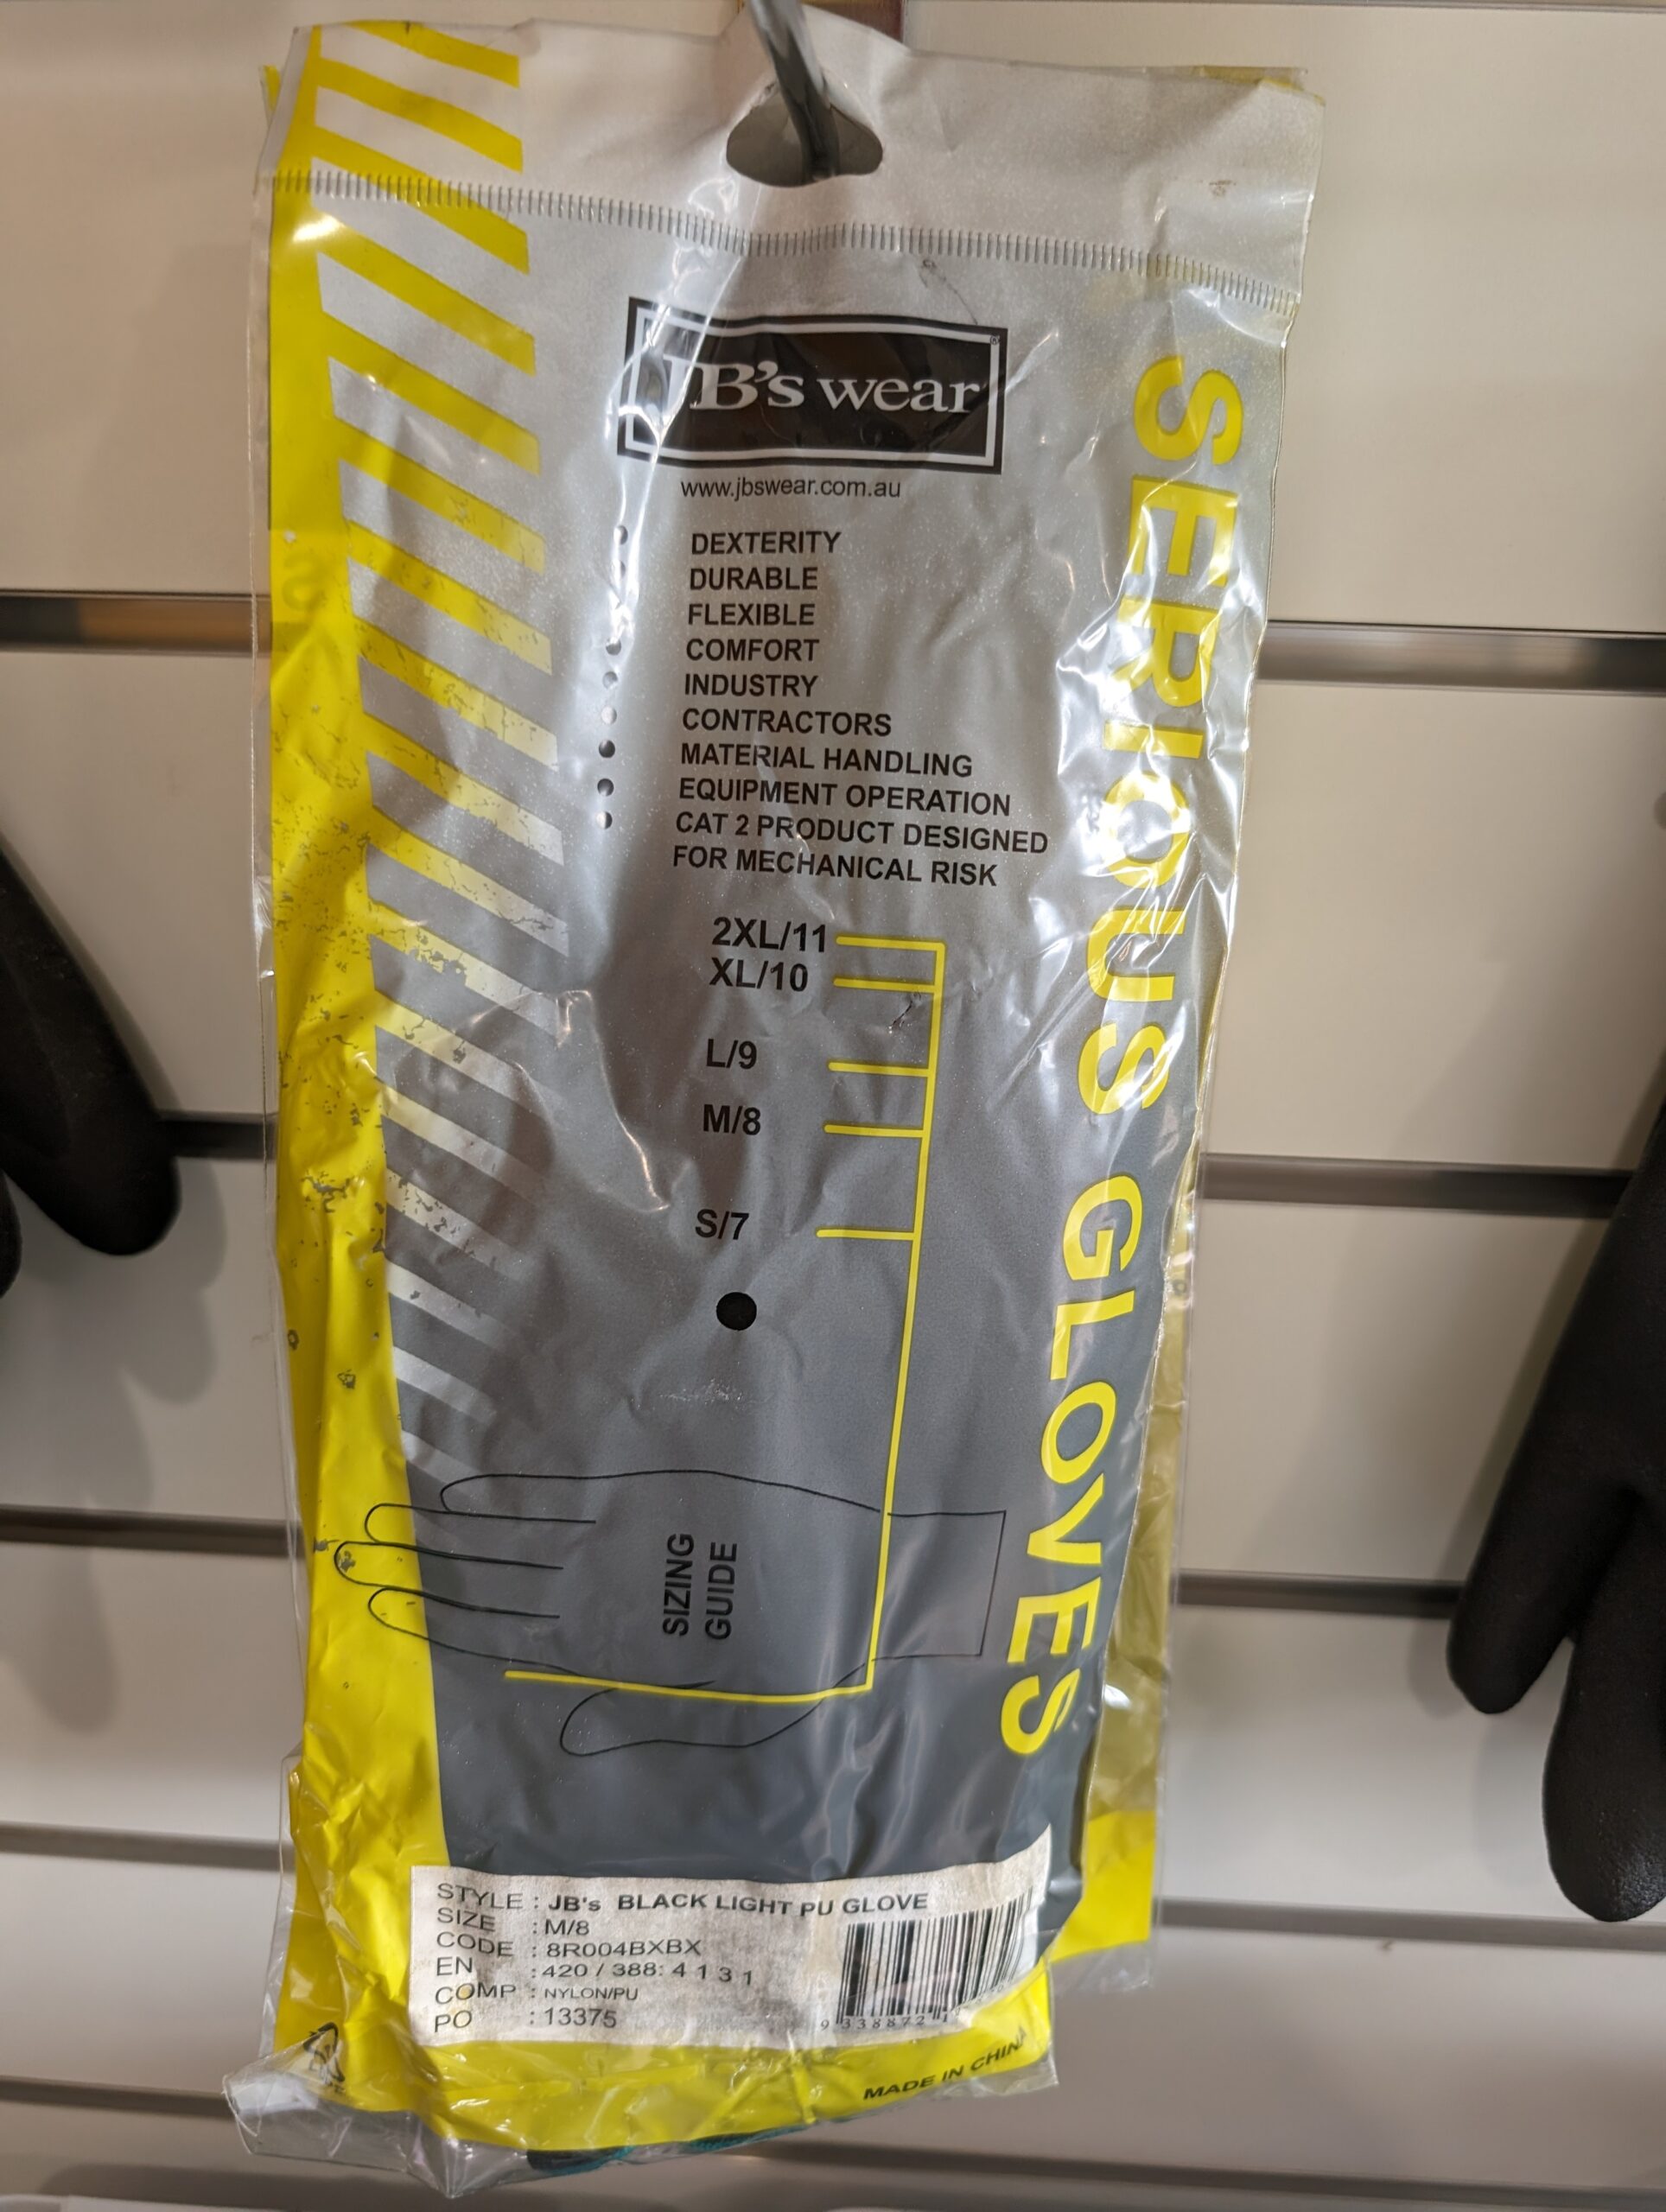 JB's wear
www.jbswear.com.au
DEXTERITY
DURABLE
FLEXIBLE
COMFORT
INDUSTRY
CONTRACTORS
MATERIAL HANDLING
EQUIPMENT OPERATION
CAT 2 PRODUCT DESIGNED
FOR MECHANICAL RISK
2XL/11
XL/10
L/9
M/8
S/7
SIZING
GUIDE
SERIOUS GLOVES
STYLE : JB's BLACK LIGHT PU GLOVE
SIZE : M/8
CODE : 8R004BXBX
EN : 420 / 388: 4 1 3 1
COMP : NYLON/PU
PO : 13375
9 338872
MADE IN CHINA